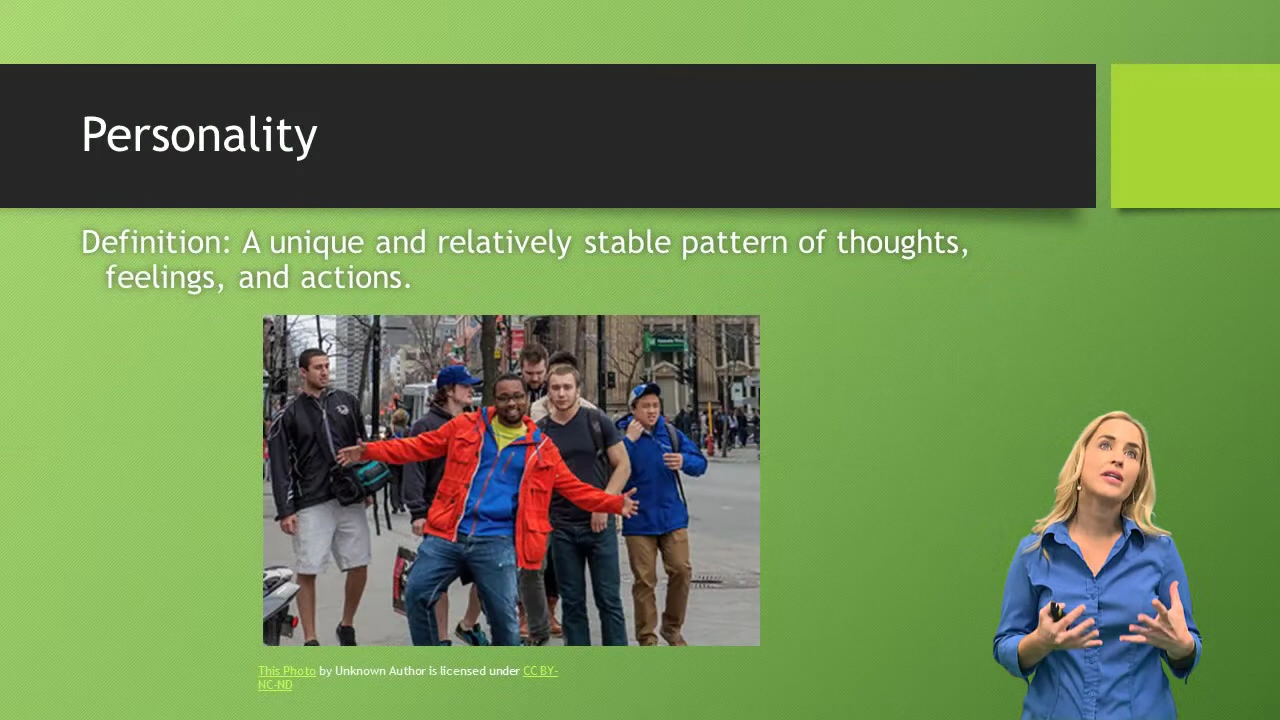 Personality
Definition: A unique and relatively stable pattern of thoughts,
feelings, and actions.
This Photo by Unknown Author is licensed under CC BY-
NC-ND